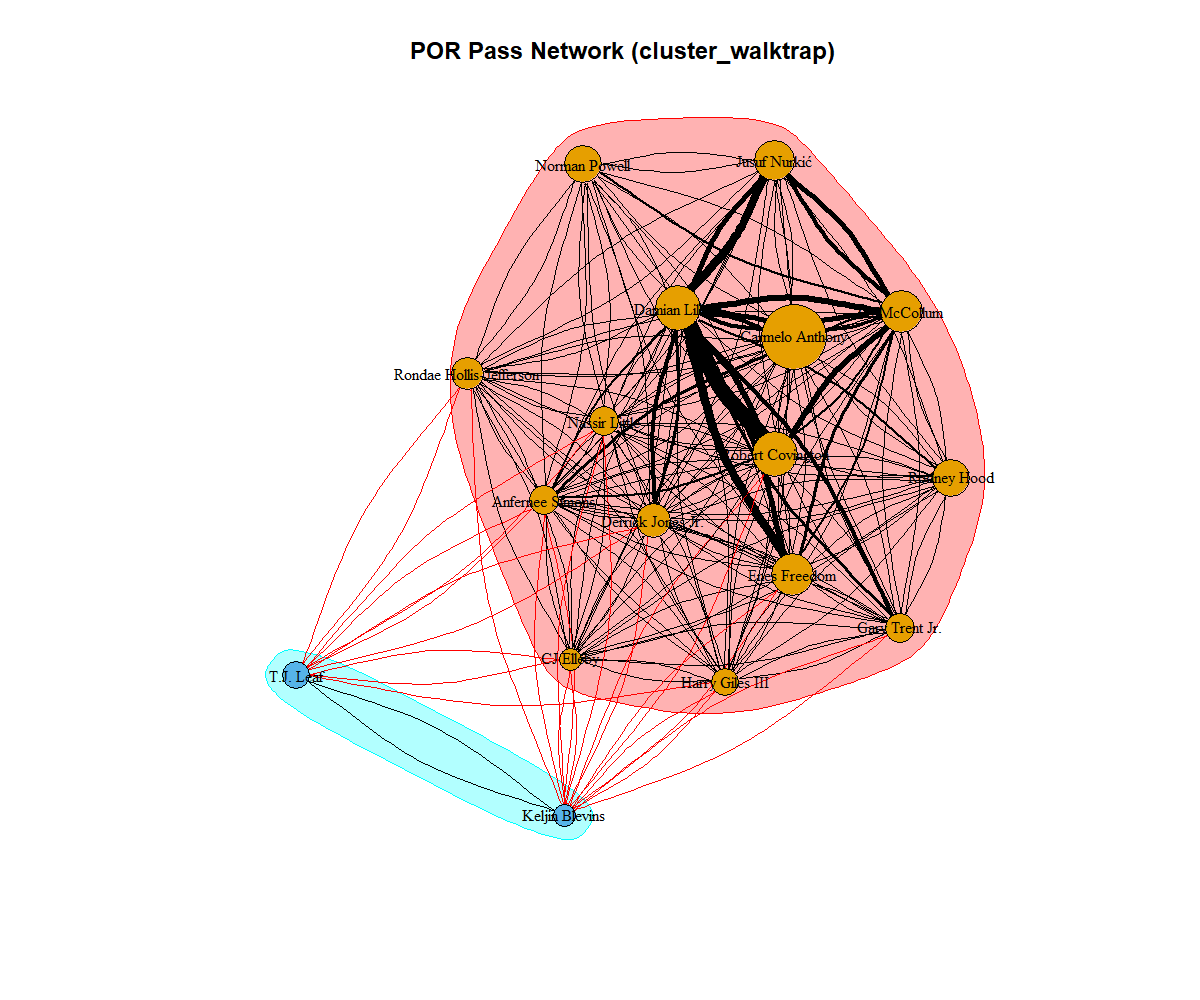 POR Pass Network (cluster_walktrap)
Norman Powell
Jusuf Nurkić
Damian Lil
McCollum
Carmelo Anthony
Rondae Hollis-Jefferson
Nassir Little
Robert Covington
Rodney Hood
Anfernee Simons
Derrick Jones Jr.
Enes Freedom
Gary Trent Jr.
CJ Elleby
Harry Giles III
T.J. Leaf
Keljin Blevins